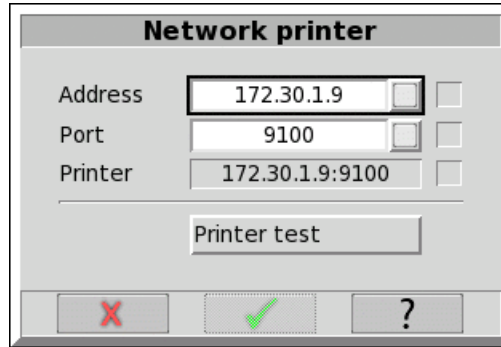 Network printer
Address 172.30.1.9
Port 9100
Printer 172.30.1.9:9100
Printer test
?